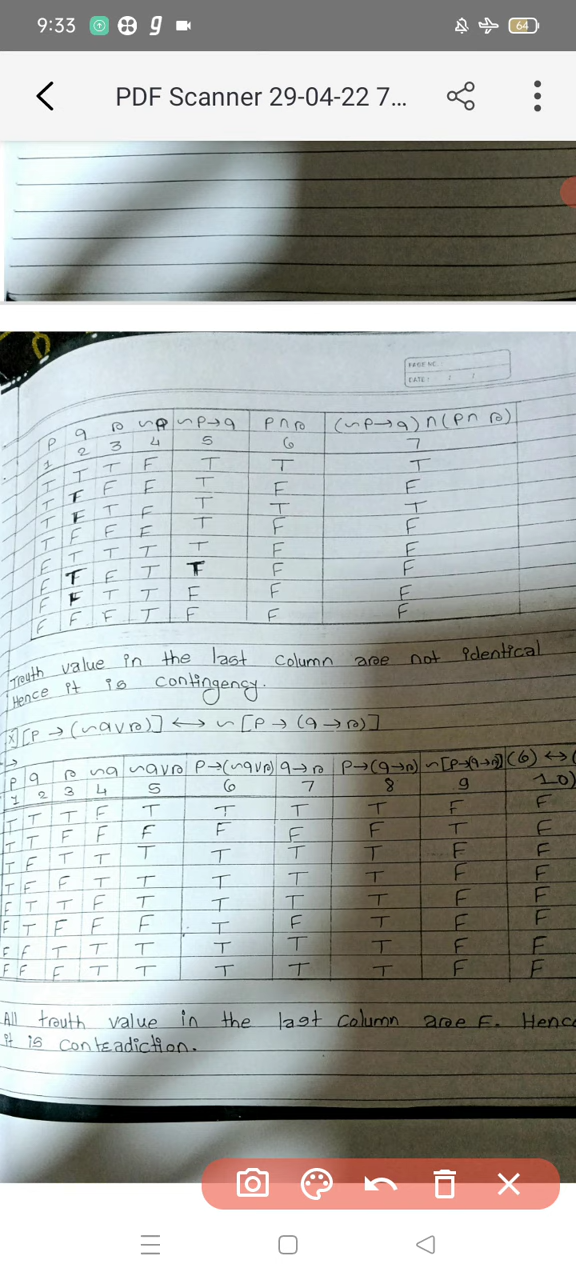 9:33
64
PDF Scanner 29-04-22 7...
PAGE NO.
DATE: / /
p q r ~p ~p→q p∩r (~p→q)∩(p∩r)
1 2 3 4 5 6 7
T T T F T T T
T T F F T F F
T F T F T T T
T F F F T F F
F T T T T F F
F T F T T F F
F F T T F F F
F F F T F F F
Truth value in the last column are not identical
Hence it is contingency.
x] [p → (~q∨r)] ↔ ~[p → (q→r)]
→
p q r ~q ~q∨r p→(~q∨r) q→r p→(q→r) ~[p→(q→r)] (6) ↔ (
1 2 3 4 5 6 7 8 9 10)
T T T F T T T T F F
T T F F F F F F T F
T F T T T T T T F F
T F F T T T T T F F
F T T F T T T T F F
F T F F F T F T F F
F F T T T T T T F F
F F F T T T T T F F
All truth value in the last column are F. Hence
it is contradiction.